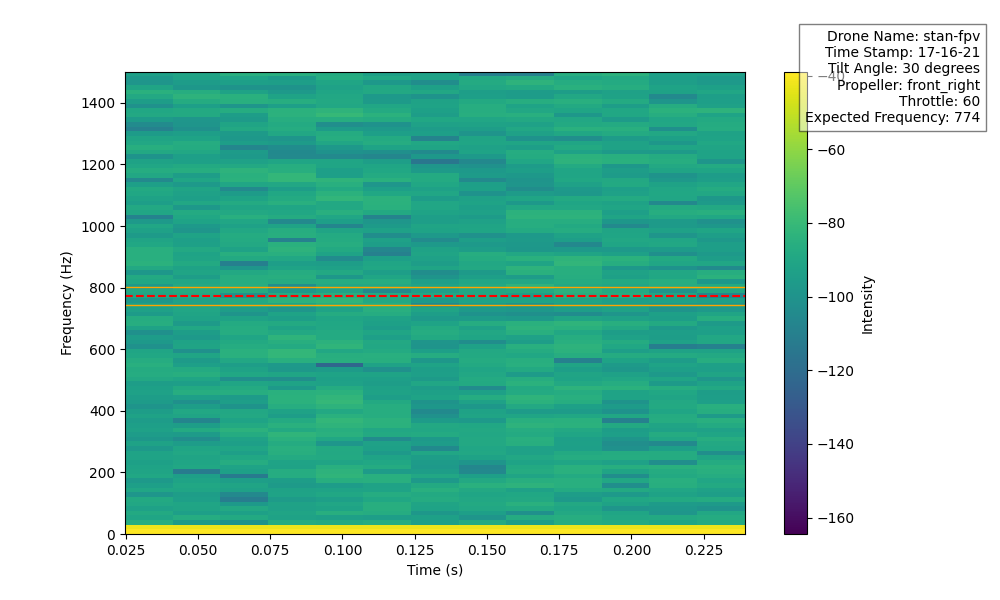 Drone Name: stan-fpv
Time Stamp: 17-16-21
Tilt Angle: 30 degrees
Propeller: front_right
Throttle: 60
Expected Frequency: 774
1400
1200
1000
800
600
400
200
0
Frequency (Hz)
0.025 0.050 0.075 0.100 0.125 0.150 0.175 0.200 0.225
Time (s)
−40
−60
−80
−100
−120
−140
−160
Intensity